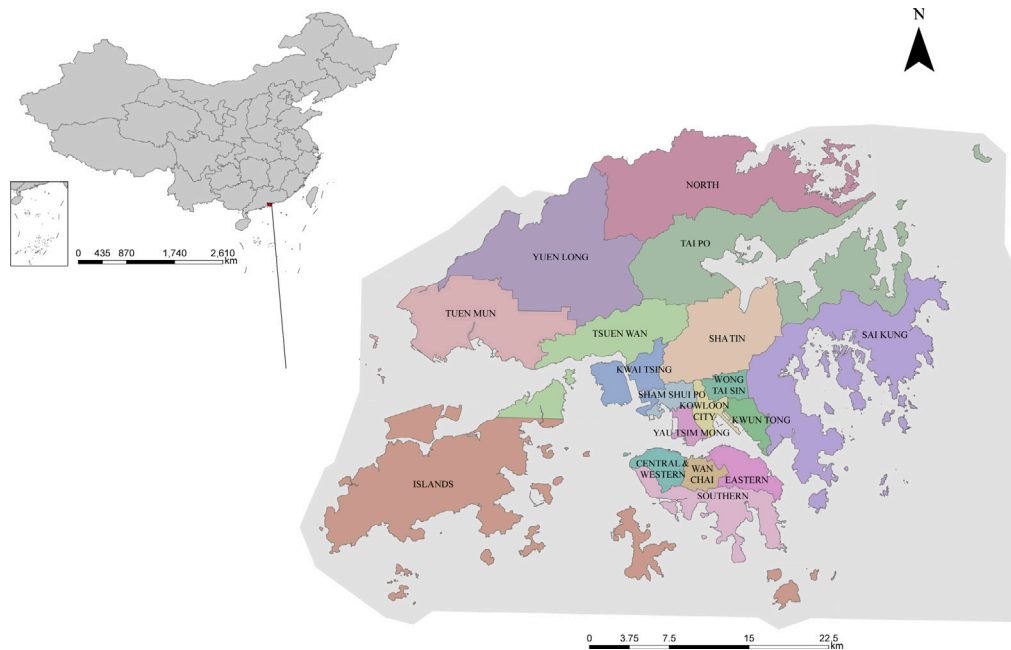 N
0 435 870 1,740 2,610
km
NORTH
TAI PO
YUEN LONG
TUEN MUN
TSUEN WAN
SHA TIN
SAI KUNG
KWAI TSING
WONG
TAI SIN
SHAM SHUI PO
KOWLOON
CITY
KWUN TONG
YAU TSIM MONG
CENTRAL &
WESTERN
WAN
CHAI
EASTERN
ISLANDS
SOUTHERN
0 3.75 7.5 15 22.5
km